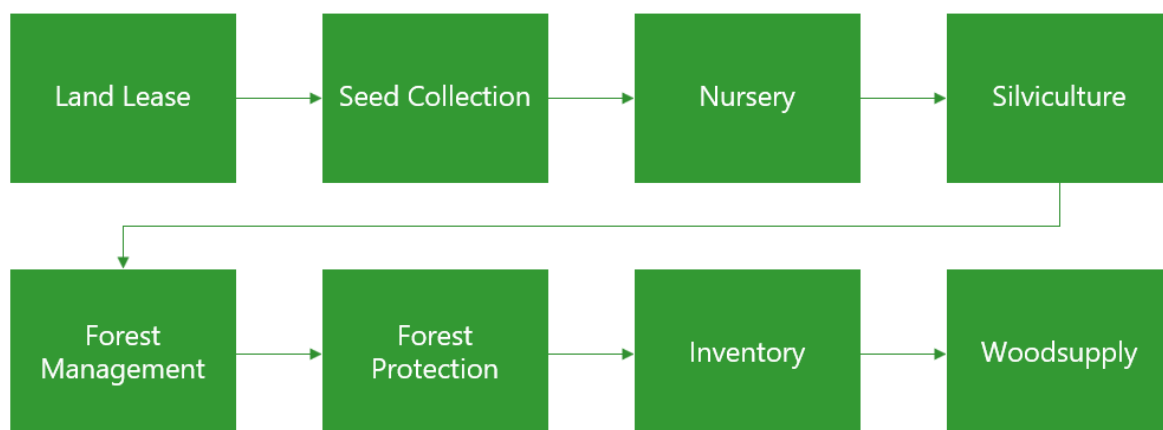 Land Lease
Seed Collection
Nursery
Silviculture
Forest
Management
Forest
Protection
Inventory
Woodsupply